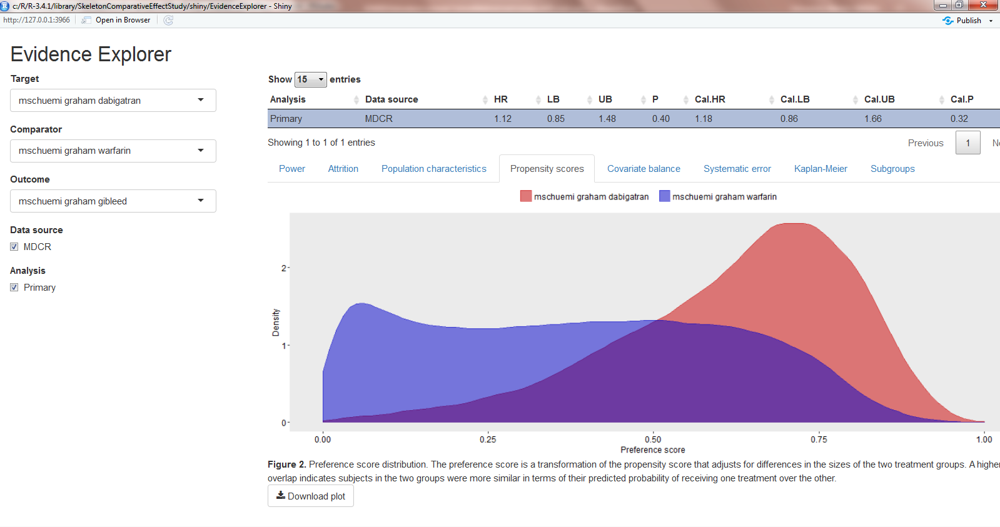 c:/R/R-3.4.1/library/SkeletonComparativeEffectStudy/shiny/EvidenceExplorer - Shiny
http://127.0.0.1:3966 Open in Browser Publish
Evidence Explorer
Target
mschuemi graham dabigatran
Comparator
mschuemi graham warfarin
Outcome
mschuemi graham gibleed
Data source
MDCR
Analysis
Primary
Show 15 entries
Analysis Data source HR LB UB P Cal.HR Cal.LB Cal.UB Cal.P
Primary MDCR 1.12 0.85 1.48 0.40 1.18 0.86 1.66 0.32
Showing 1 to 1 of 1 entries
Previous 1 Ne
Power Attrition Population characteristics Propensity scores Covariate balance Systematic error Kaplan-Meier Subgroups
mschuemi graham dabigatran mschuemi graham warfarin
Density
2
1
0
0.00 0.25 0.50 0.75 1.00
Preference score
Figure 2. Preference score distribution. The preference score is a transformation of the propensity score that adjusts for differences in the sizes of the two treatment groups. A higher
overlap indicates subjects in the two groups were more similar in terms of their predicted probability of receiving one treatment over the other.
Download plot